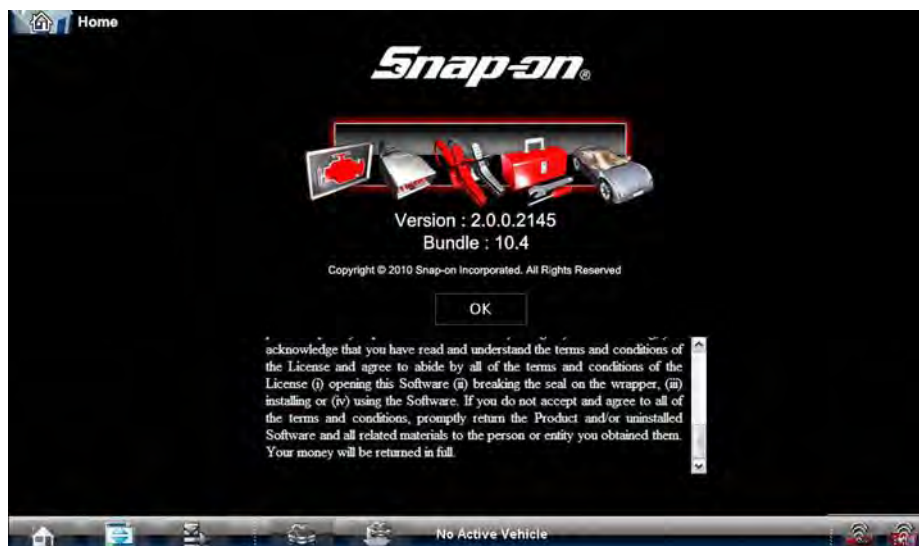 Home
Snap-on®
Version : 2.0.0.2145
Bundle : 10.4
Copyright © 2010 Snap-on Incorporated. All Rights Reserved
OK
acknowledge that you have read and understand the terms and conditions of
the License and agree to abide by all of the terms and conditions of the
License (i) opening this Software (ii) breaking the seal on the wrapper, (iii)
installing or (iv) using the Software. If you do not accept and agree to all of
the terms and conditions, promptly return the Product and/or uninstalled
Software and all related materials to the person or entity you obtained them.
Your money will be returned in full.
No Active Vehicle